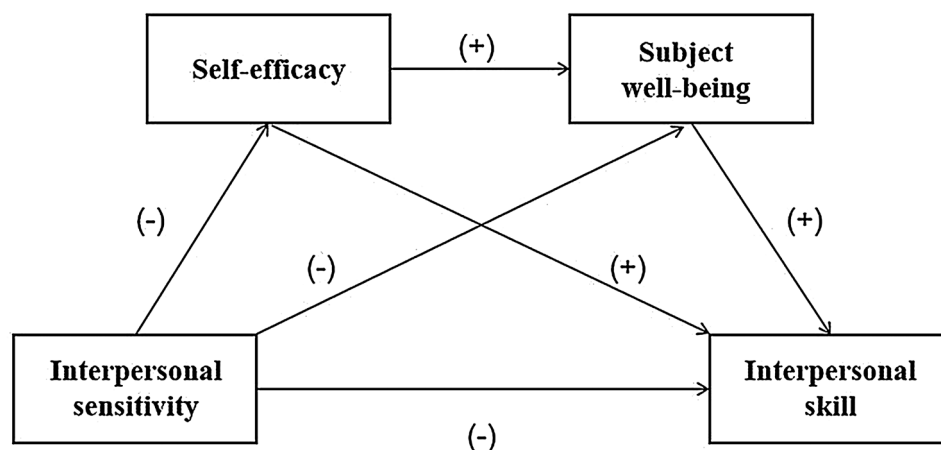 Self-efficacy
(+)
Subject
well-being
(-)
(-)
(+)
(+)
Interpersonal
sensitivity
(-)
Interpersonal
skill